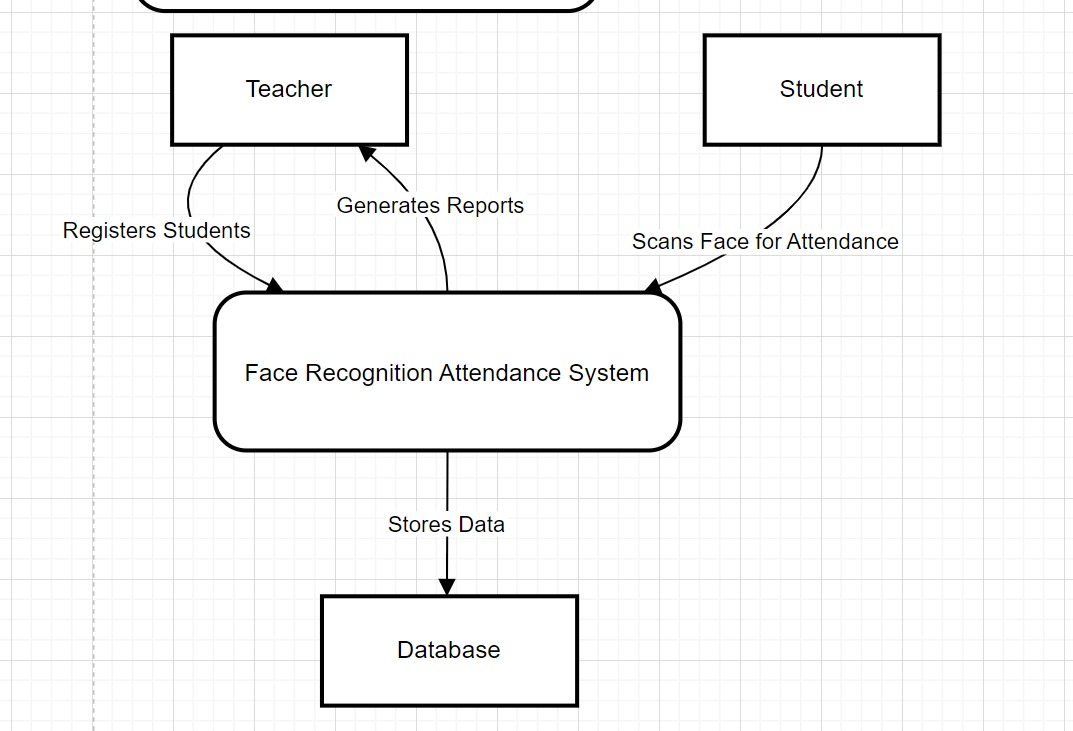 Teacher
Student
Generates Reports
Registers Students
Scans Face for Attendance
Face Recognition Attendance System
Stores Data
Database